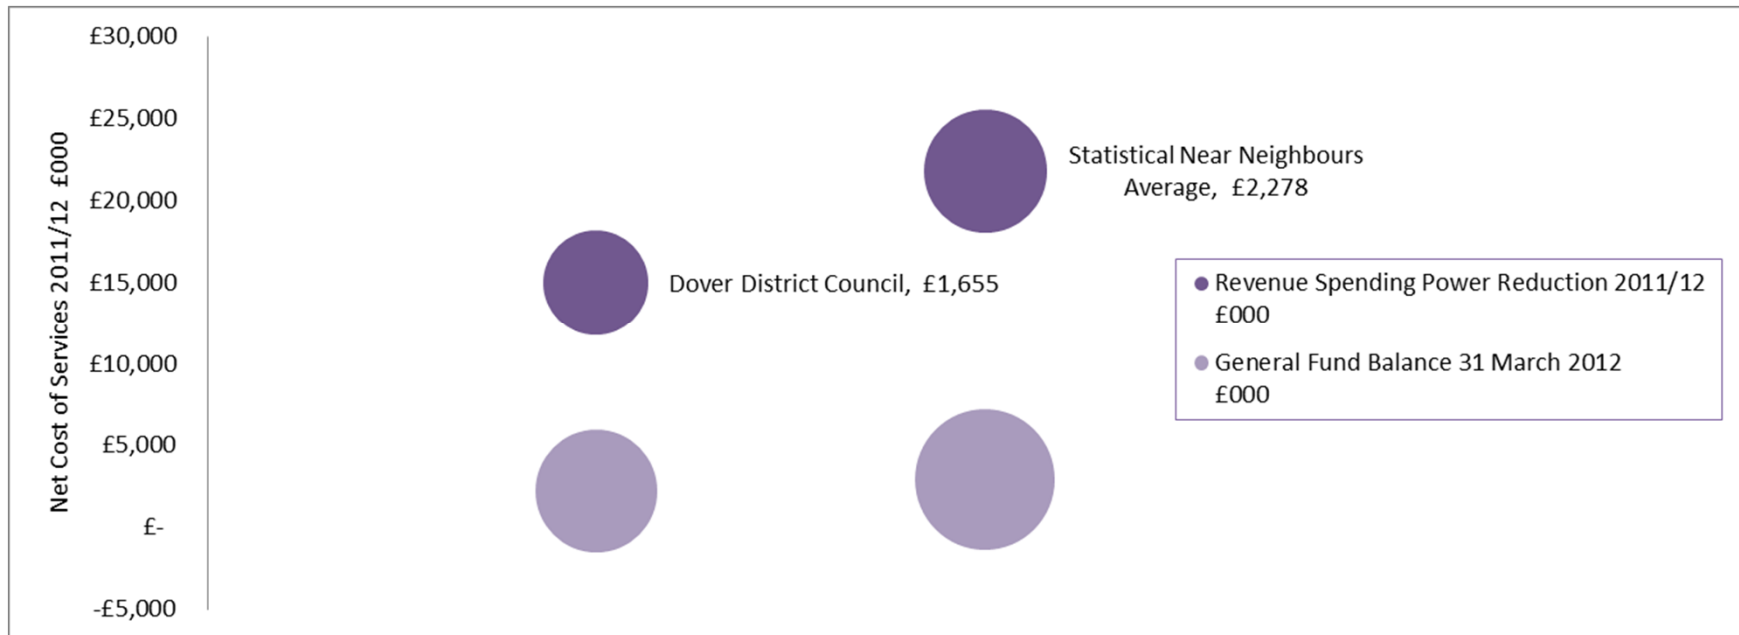 Net Cost of Services 2011/12 £000
£30,000
£25,000
£20,000
£15,000
£10,000
£5,000
£-
-£5,000
Statistical Near Neighbours
Average, £2,278
Dover District Council, £1,655
Revenue Spending Power Reduction 2011/12
£000
General Fund Balance 31 March 2012
£000